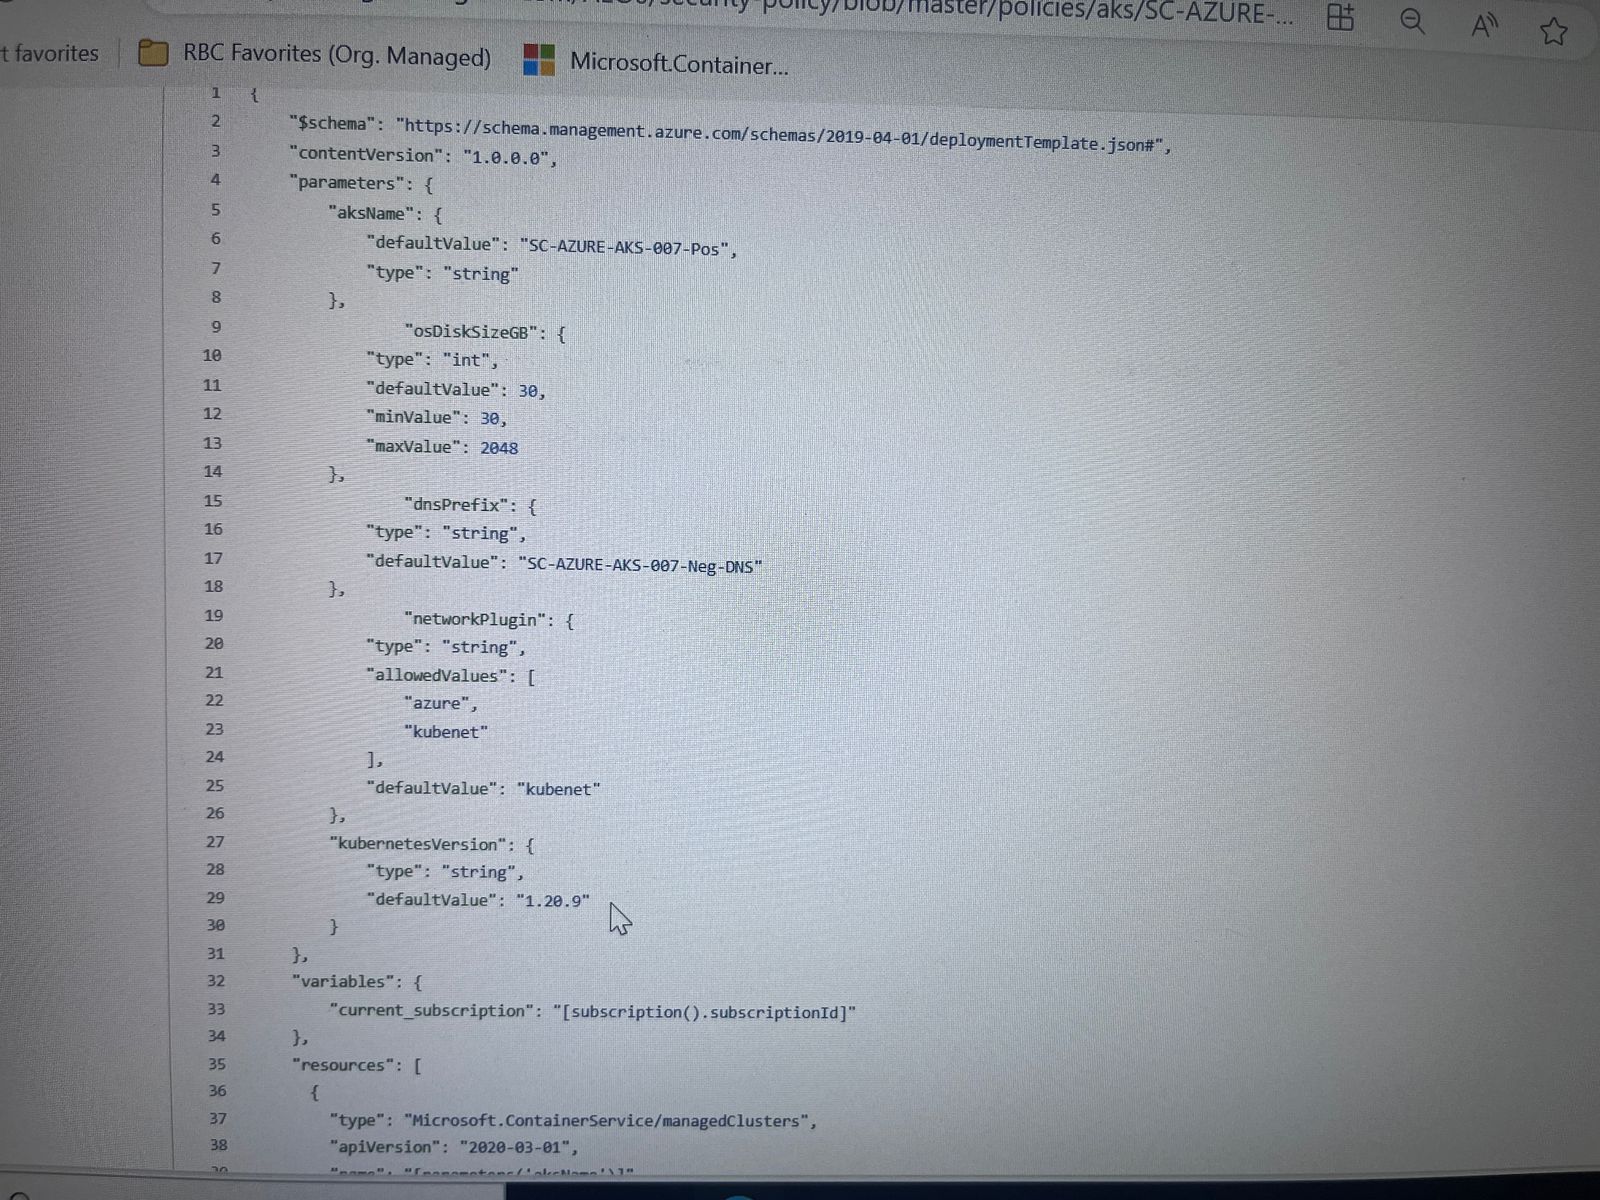 /security-policy/blob/master/policies/aks/SC-AZURE-...
t favorites RBC Favorites (Org. Managed) Microsoft.Container...
1 {
2 "$schema": "https://schema.management.azure.com/schemas/2019-04-01/deploymentTemplate.json#",
3 "contentVersion": "1.0.0.0",
4 "parameters": {
5 "aksName": {
6 "defaultValue": "SC-AZURE-AKS-007-Pos",
7 "type": "string"
8 },
9 "osDiskSizeGB": {
10 "type": "int",
11 "defaultValue": 30,
12 "minValue": 30,
13 "maxValue": 2048
14 },
15 "dnsPrefix": {
16 "type": "string",
17 "defaultValue": "SC-AZURE-AKS-007-Neg-DNS"
18 },
19 "networkPlugin": {
20 "type": "string",
21 "allowedValues": [
22 "azure",
23 "kubenet"
24 ],
25 "defaultValue": "kubenet"
26 },
27 "kubernetesVersion": {
28 "type": "string",
29 "defaultValue": "1.20.9"
30 }
31 },
32 "variables": {
33 "current_subscription": "[subscription().subscriptionId]"
34 },
35 "resources": [
36 {
37 "type": "Microsoft.ContainerService/managedClusters",
38 "apiVersion": "2020-03-01",
39 "name": "[parameters('aksName')]"